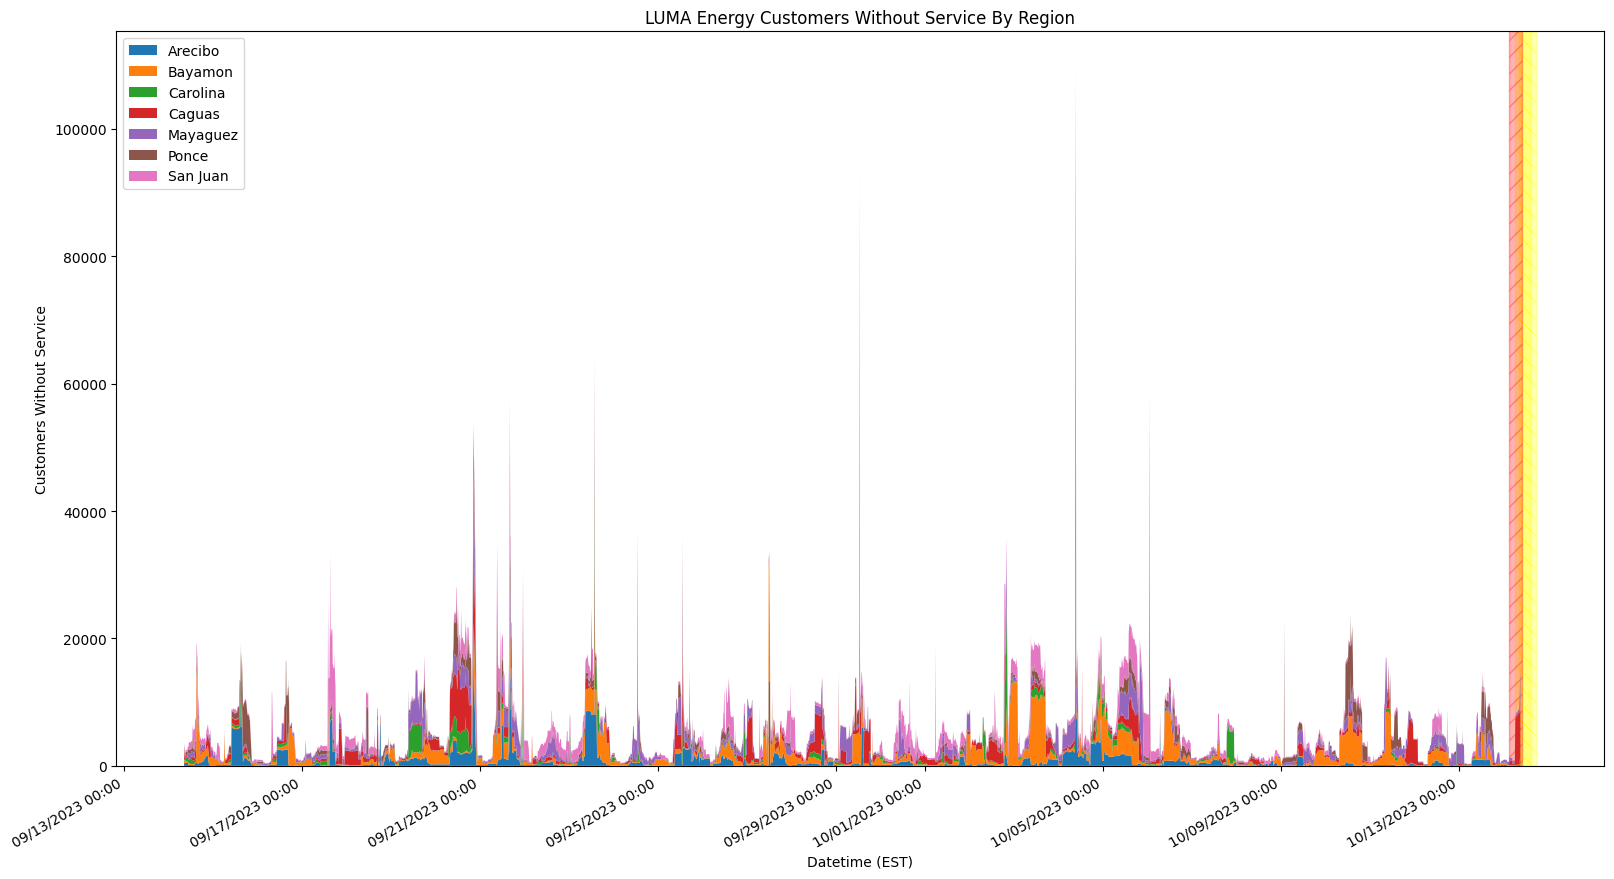 LUMA Energy Customers Without Service By Region
Arecibo
Bayamon
Carolina
Caguas
Mayaguez
Ponce
San Juan
100000
80000
60000
40000
20000
0
Customers Without Service
09/13/2023 00:00
09/17/2023 00:00
09/21/2023 00:00
09/25/2023 00:00
09/29/2023 00:00
10/01/2023 00:00
10/05/2023 00:00
10/09/2023 00:00
10/13/2023 00:00
Datetime (EST)